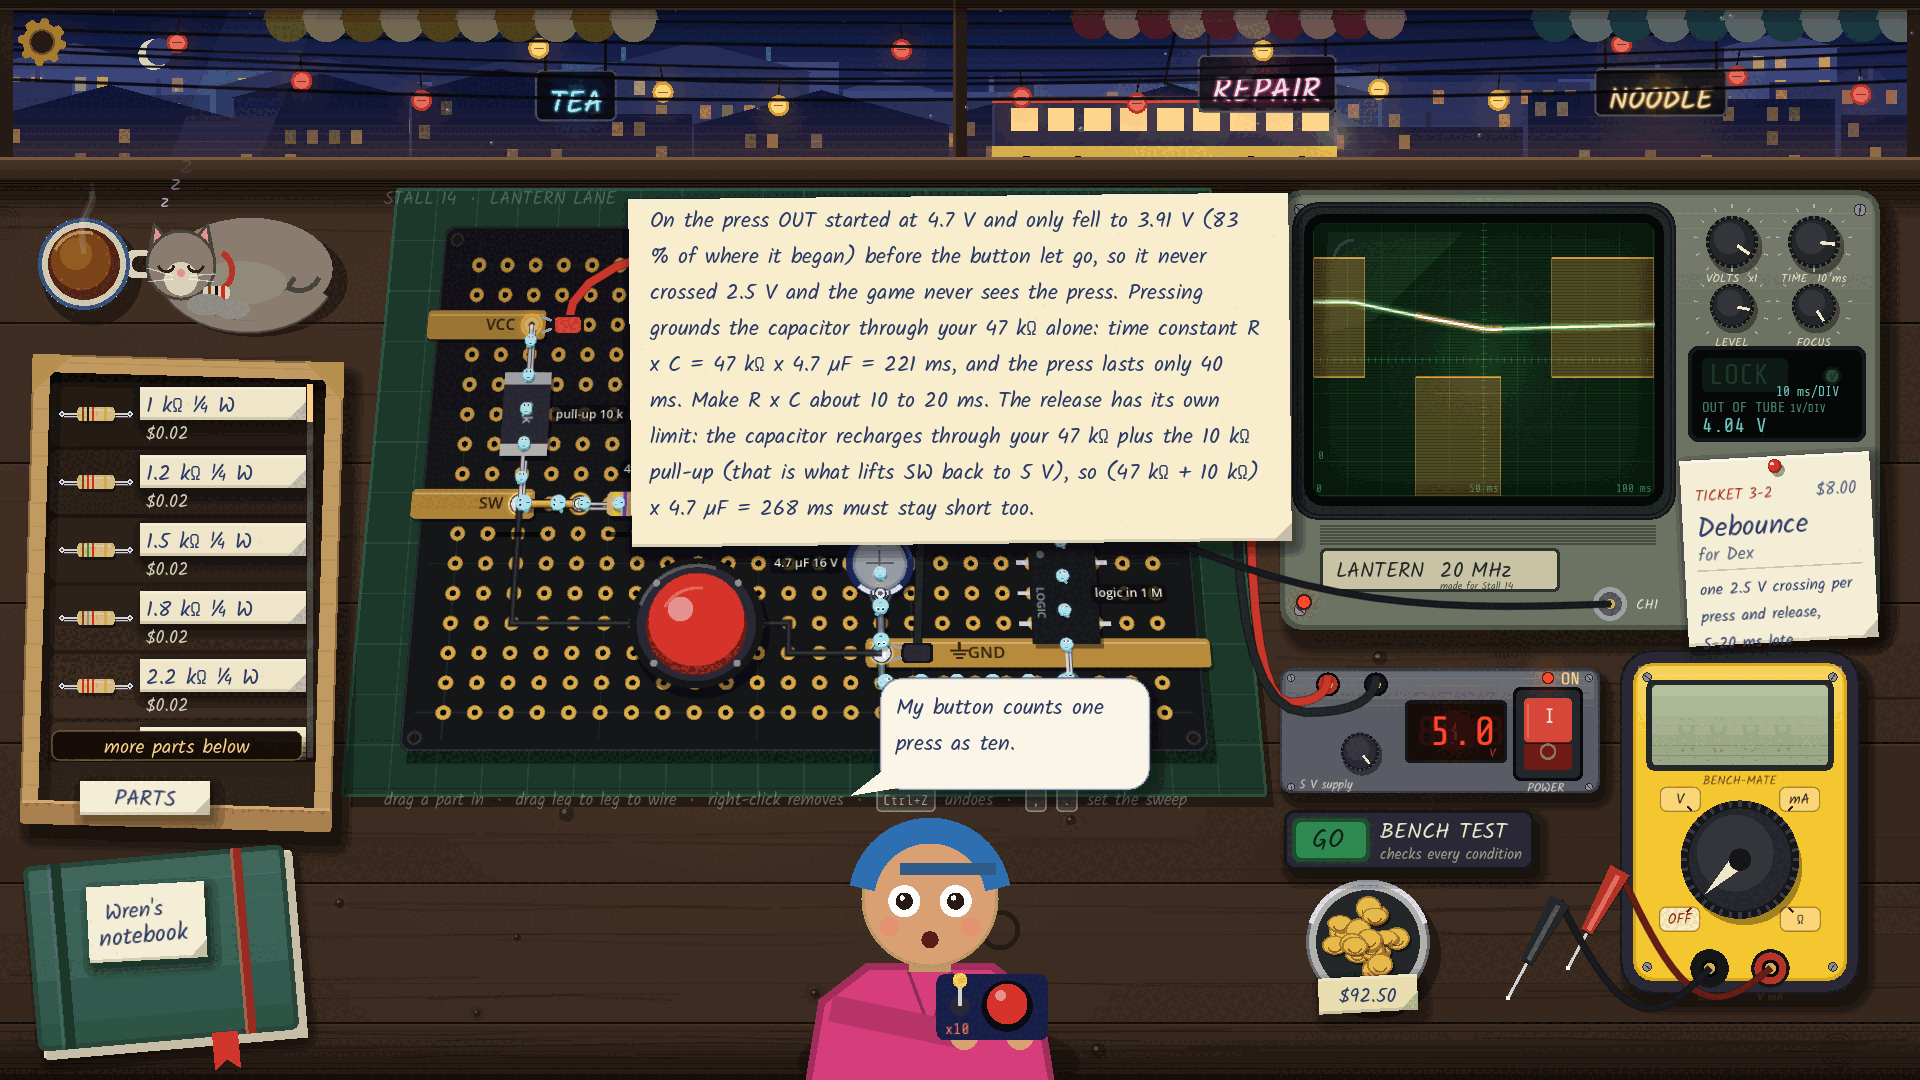 TEA
REPAIR
NOODLE
STALL 14 · LANTERN LANE
On the press OUT started at 4.7 V and only fell to 3.91 V (83
% of where it began) before the button let go, so it never
crossed 2.5 V and the game never sees the press. Pressing
grounds the capacitor through your 47 kΩ alone: time constant R
x C = 47 kΩ x 4.7 µF = 221 ms, and the press lasts only 40
ms. Make R x C about 10 to 20 ms. The release has its own
limit: the capacitor recharges through your 47 kΩ plus the 10 kΩ
pull-up (that is what lifts SW back to 5 V), so (47 kΩ + 10 kΩ)
x 4.7 µF = 268 ms must stay short too.
VCC
pull-up 10 k
SW
4.7 µF 16 V
LOGIC
logic in 1 M
GND
1 kΩ ¼ W
$0.02
1.2 kΩ ¼ W
$0.02
1.5 kΩ ¼ W
$0.02
1.8 kΩ ¼ W
$0.02
2.2 kΩ ¼ W
$0.02
more parts below
PARTS
Wren's
notebook
My button counts one
press as ten.
drag a part in · drag leg to leg to wire · right-click removes · Ctrl+Z undoes · , . set the sweep
x10
0
0
50 ms
100 ms
VOLTS x1
TIME 10 ms
LEVEL
FOCUS
LOCK
10 ms/DIV
OUT OF TUBE 1V/DIV
4.04 V
LANTERN 20 MHz
made for Stall 14
CH1
TICKET 3-2
$8.00
Debounce
for Dex
one 2.5 V crossing per
press and release,
5-20 ms late
ON
5.0
V
I
5 V supply
POWER
GO
BENCH TEST
checks every condition
$92.50
BENCH-MATE
V
mA
OFF
Ω
V mA